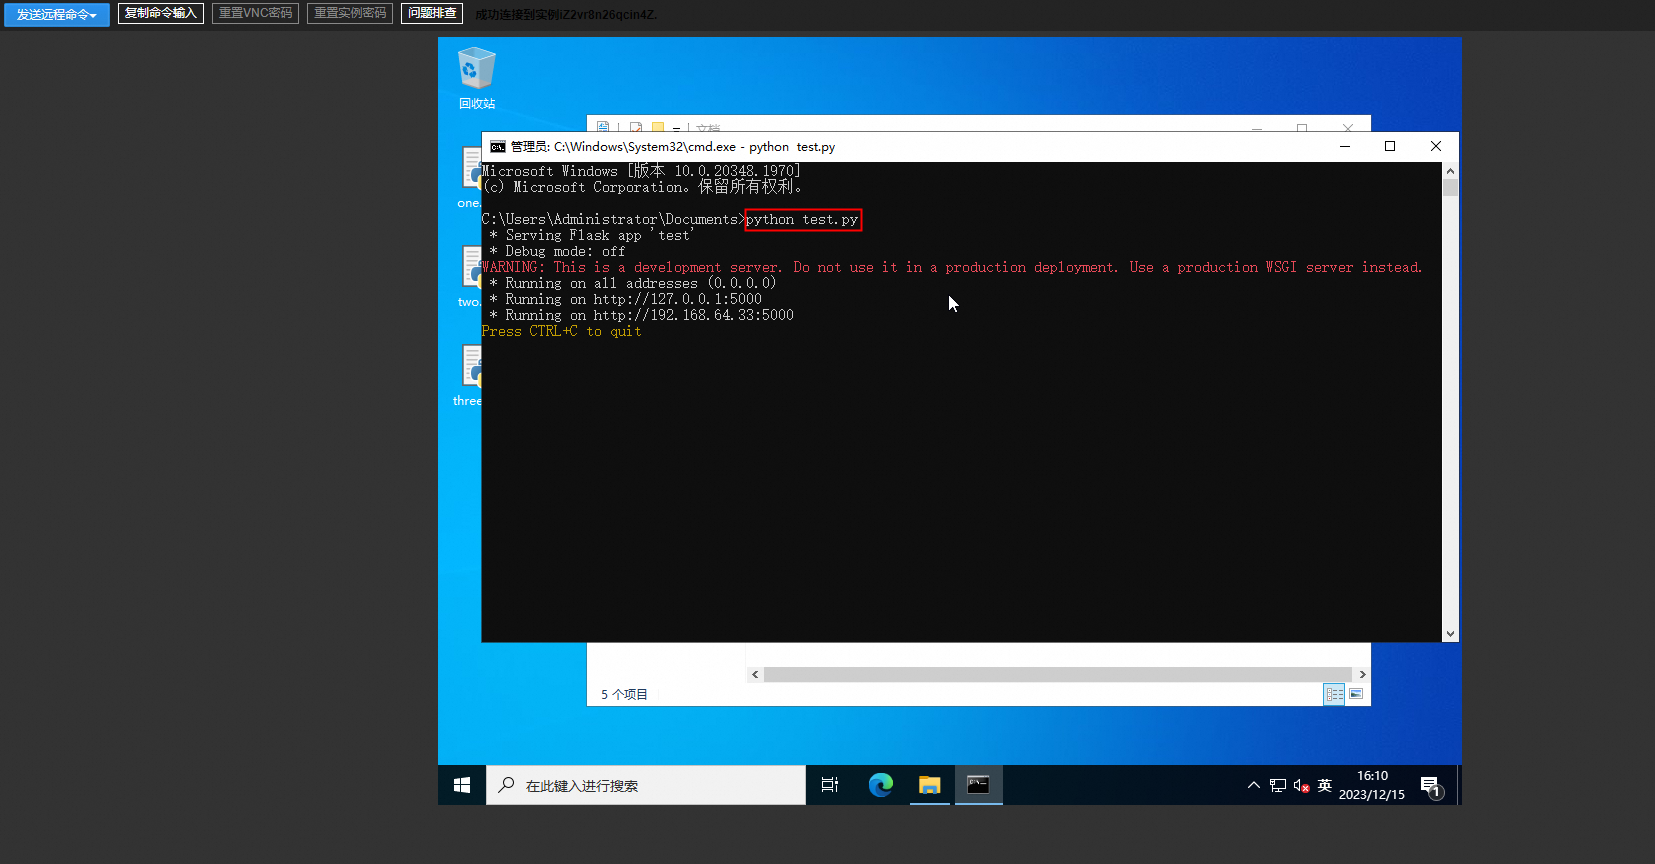 发送远程命令 复制命令输入 重置VNC密码 重置实例密码 问题排查 成功连接到实例iZ2vr8n26qcin4Z.
回收站
文档
管理员: C:\Windows\System32\cmd.exe - python  test.py
Microsoft Windows [版本 10.0.20348.1970]
(c) Microsoft Corporation。保留所有权利。
one.
C:\Users\Administrator\Documents>python test.py
* Serving Flask app 'test'
* Debug mode: off
WARNING: This is a development server. Do not use it in a production deployment. Use a production WSGI server instead.
* Running on all addresses (0.0.0.0)
* Running on http://127.0.0.1:5000
two.
* Running on http://192.168.64.33:5000
Press CTRL+C to quit
three
5 个项目
在此键入进行搜索
英
16:10
2023/12/15
1